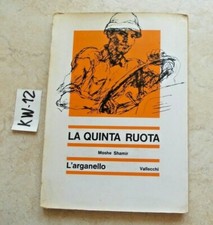 KW-12
LA QUINTA RUOTA
Moshe Shamir
L'arganello
Vallecchi